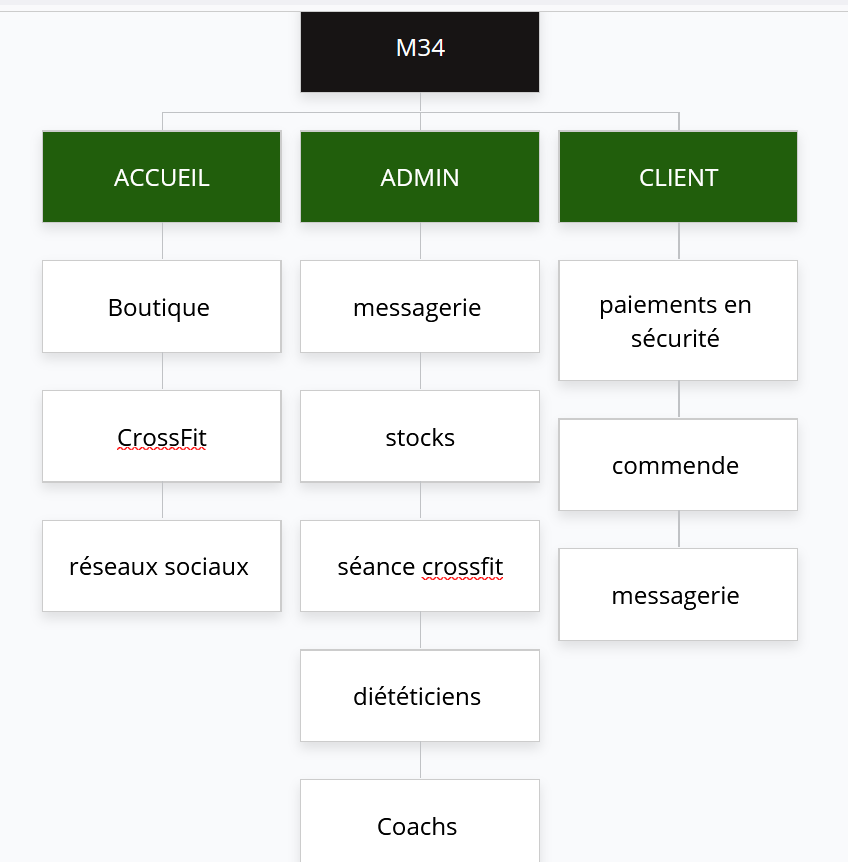 M34
ACCUEIL
ADMIN
CLIENT
Boutique
messagerie
paiements en
sécurité
CrossFit
stocks
commende
réseaux sociaux
séance crossfit
messagerie
diététiciens
Coachs